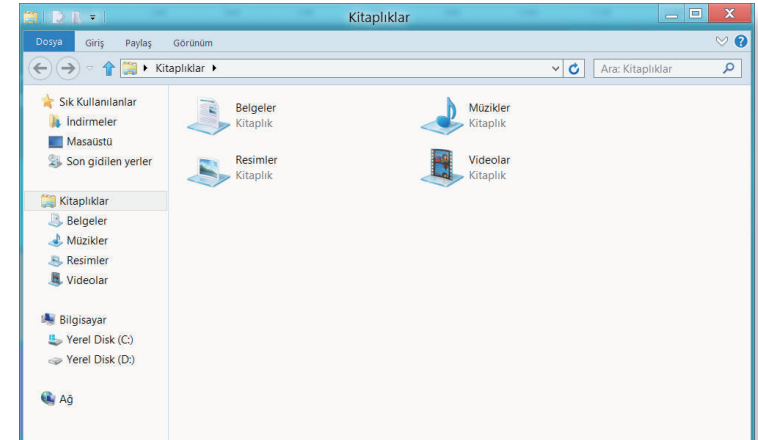 Kitaplıklar
Dosya Giriş Paylaş Görünüm
Kitaplıklar
Ara: Kitaplıklar
Sık Kullanılanlar
İndirmeler
Masaüstü
Son gidilen yerler
Kitaplıklar
Belgeler
Müzikler
Resimler
Videolar
Bilgisayar
Yerel Disk (C:)
Yerel Disk (D:)
Ağ
Belgeler
Kitaplık
Müzikler
Kitaplık
Resimler
Kitaplık
Videolar
Kitaplık